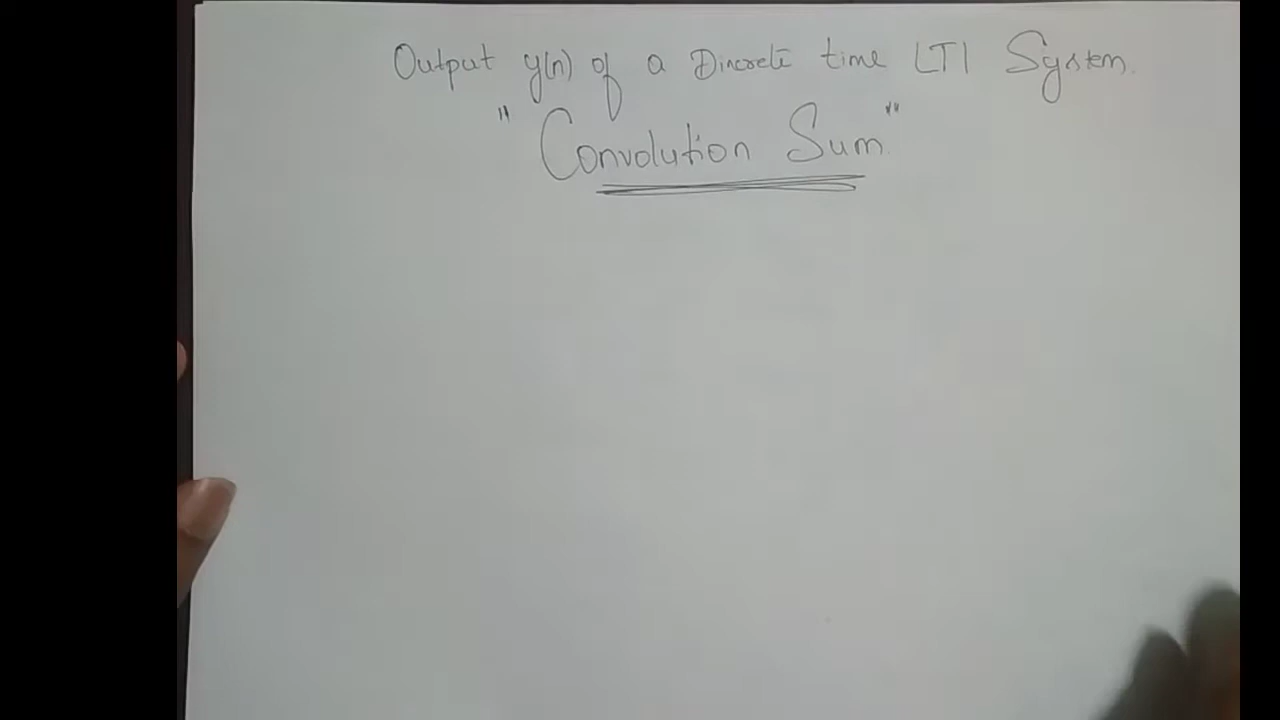 Output y(n) of a Discrete time LTI System.
"Convolution Sum"